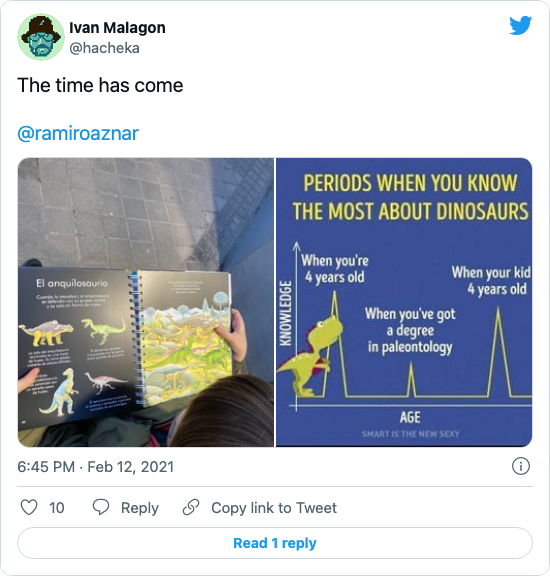 Ivan Malagon
@hacheka
The time has come
@ramiroaznar
El anquilosaurio
PERIODS WHEN YOU KNOW
THE MOST ABOUT DINOSAURS
When you're
4 years old
When your kid
4 years old
When you've got
a degree
in paleontology
KNOWLEDGE
AGE
SMART IS THE NEW SEXY
6:45 PM · Feb 12, 2021
10
Reply
Copy link to Tweet
Read 1 reply